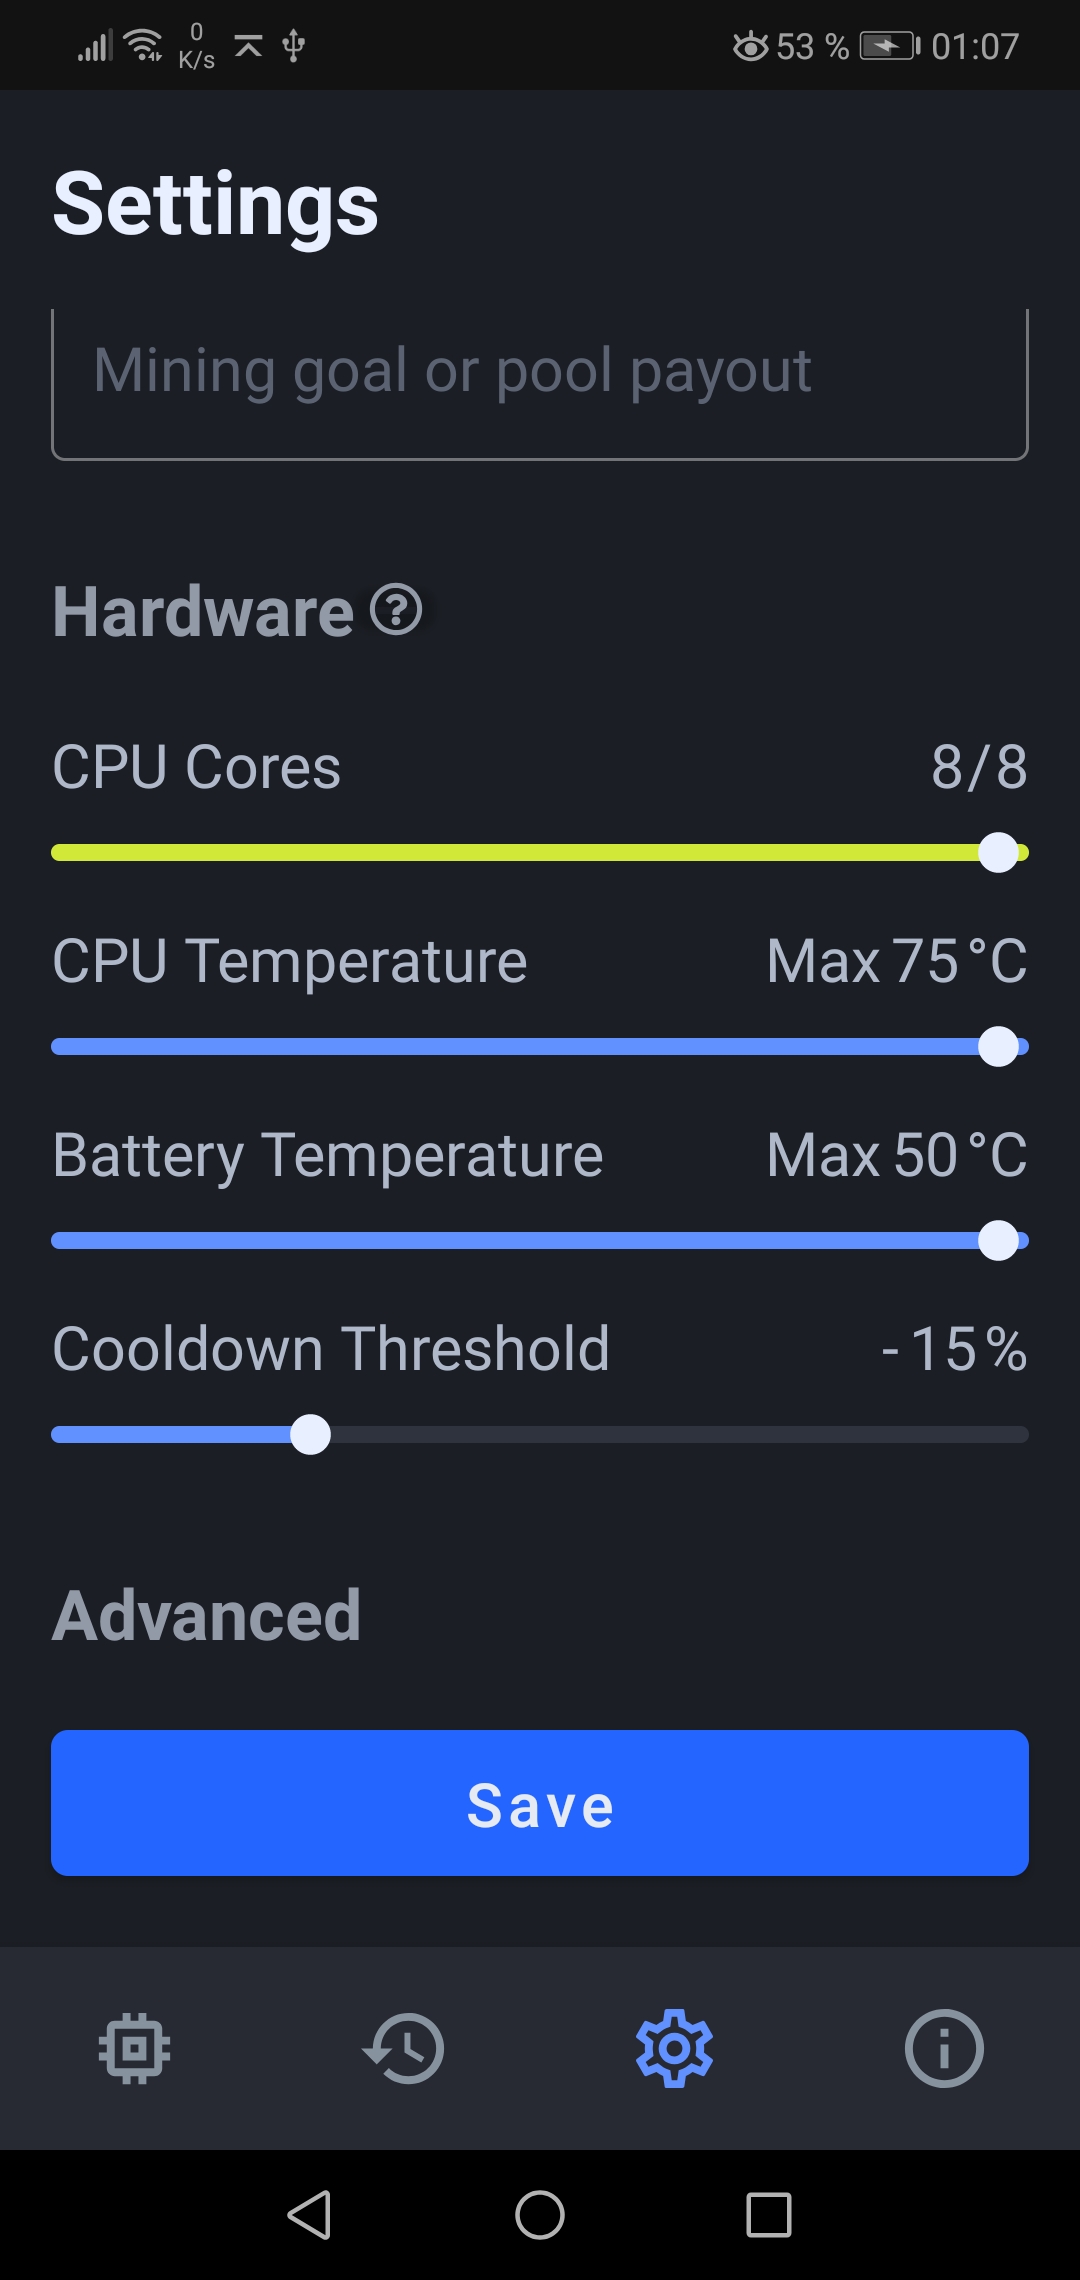 0
K/s
53 %
01:07
Settings
Mining goal or pool payout
Hardware
CPU Cores 8/8
CPU Temperature Max 75 °C
Battery Temperature Max 50 °C
Cooldown Threshold - 15 %
Advanced
Save